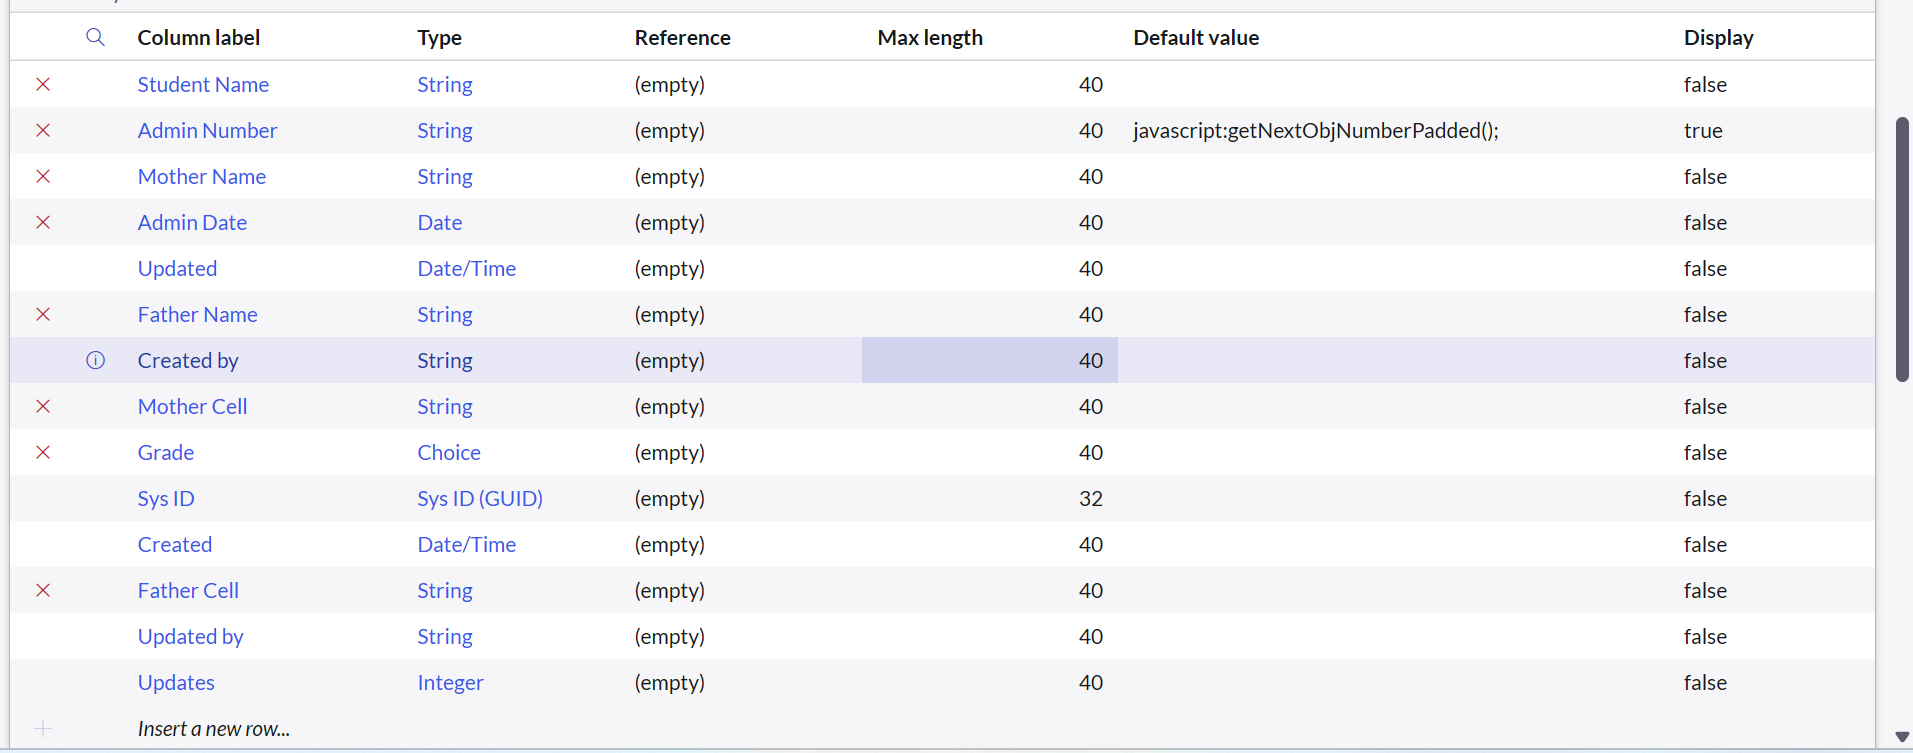 Column label Type Reference Max length Default value Display
Student Name String (empty) 40 false
Admin Number String (empty) 40 javascript:getNextObjNumberPadded(); true
Mother Name String (empty) 40 false
Admin Date Date (empty) 40 false
Updated Date/Time (empty) 40 false
Father Name String (empty) 40 false
Created by String (empty) 40 false
Mother Cell String (empty) 40 false
Grade Choice (empty) 40 false
Sys ID Sys ID (GUID) (empty) 32 false
Created Date/Time (empty) 40 false
Father Cell String (empty) 40 false
Updated by String (empty) 40 false
Updates Integer (empty) 40 false
Insert a new row...